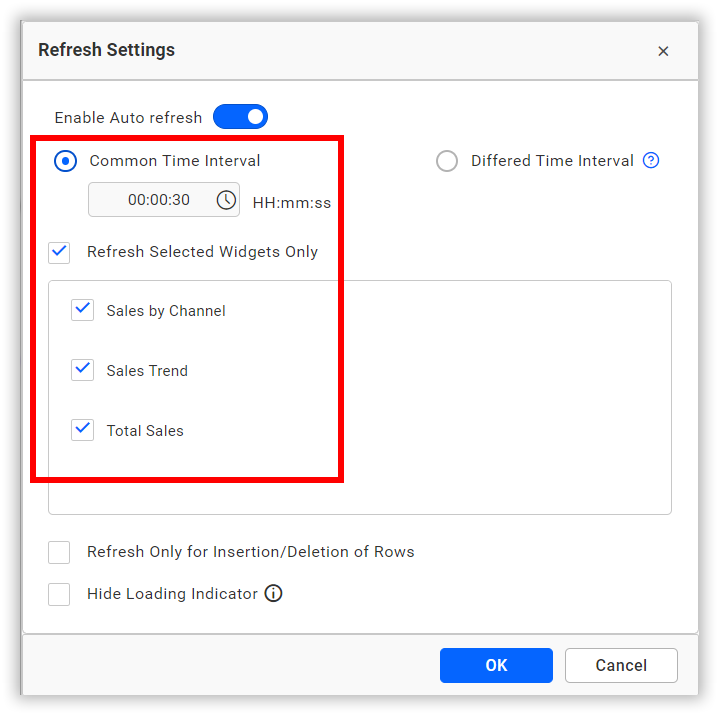 Refresh Settings
Enable Auto refresh
Common Time Interval
Differed Time Interval ?
00:00:30
HH:mm:ss
Refresh Selected Widgets Only
Sales by Channel
Sales Trend
Total Sales
Refresh Only for Insertion/Deletion of Rows
Hide Loading Indicator
OK
Cancel